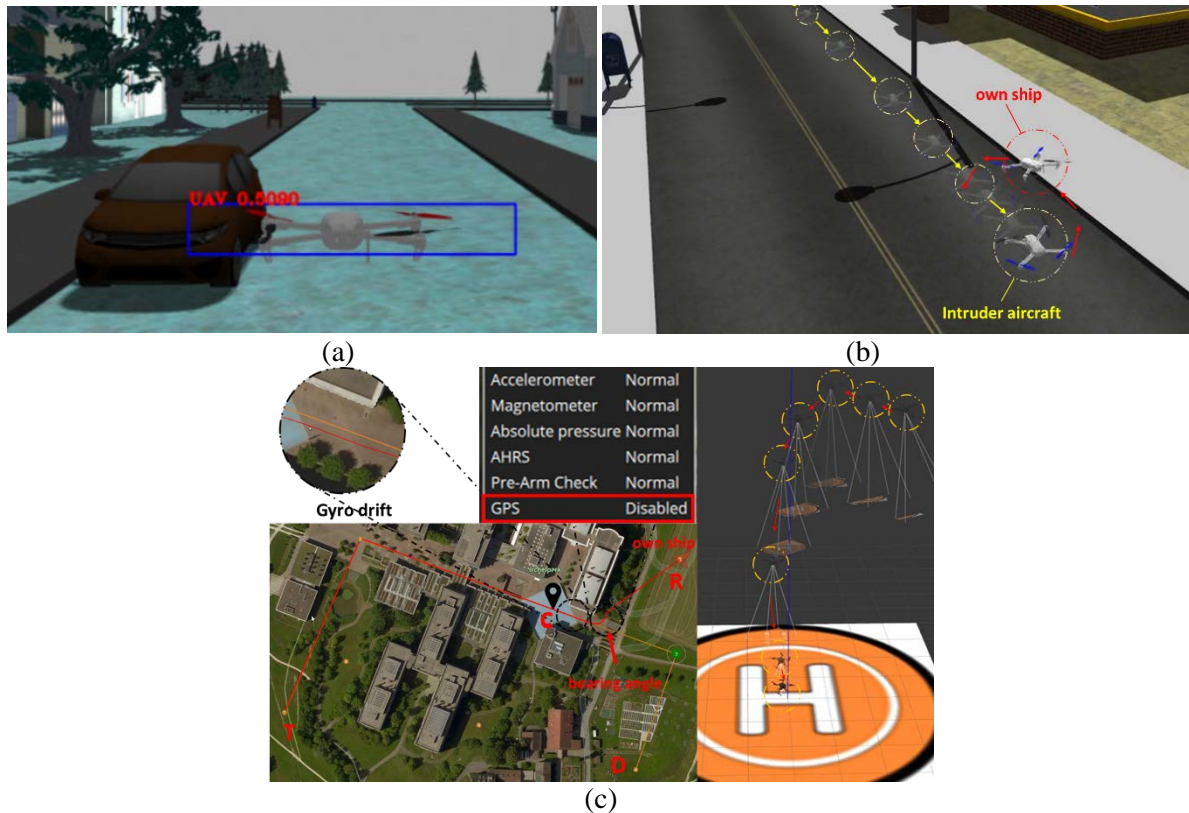 UAV 0.5090
own ship
Intruder aircraft
(a)
(b)
Accelerometer Normal
Magnetometer Normal
Absolute pressure Normal
AHRS Normal
Pre-Arm Check Normal
GPS Disabled
Gyro drift
own ship
R
C
bearing angle
T
D
H
(c)